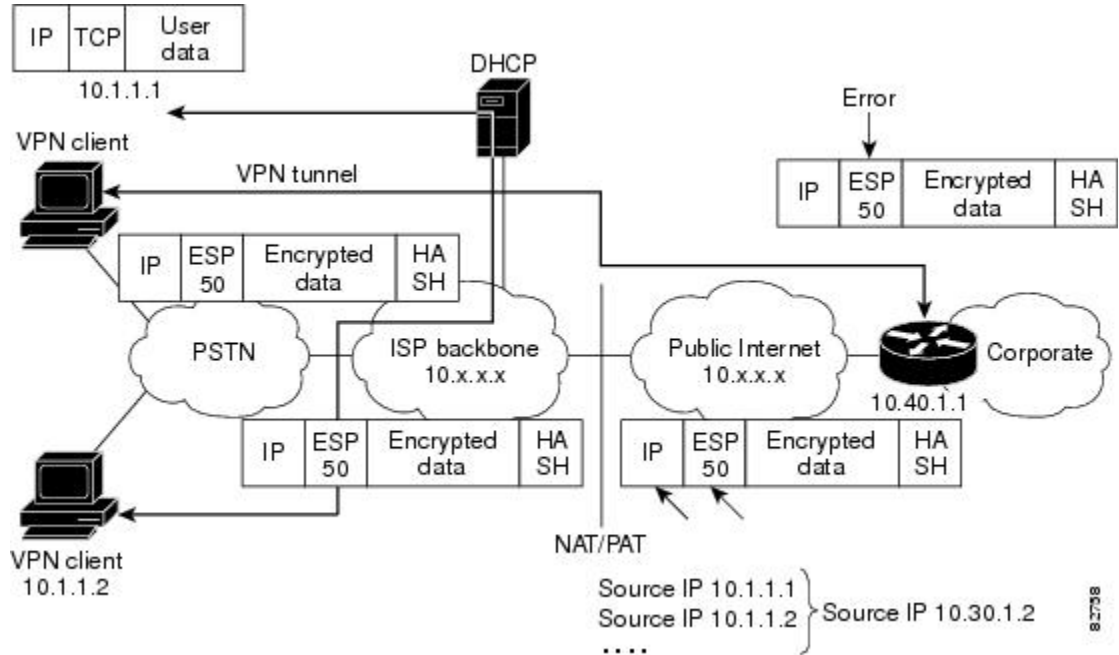 IP TCP User data
10.1.1.1
DHCP
Error
VPN client
VPN tunnel
IP ESP 50 Encrypted data HA SH
IP ESP 50 Encrypted data HA SH
PSTN
ISP backbone
10.x.x.x
Public Internet
10.x.x.x
Corporate
10.40.1.1
IP ESP 50 Encrypted data HA SH
IP ESP 50 Encrypted data HA SH
VPN client
10.1.1.2
NAT/PAT
Source IP 10.1.1.1
Source IP 10.1.1.2
....
Source IP 10.30.1.2
82758